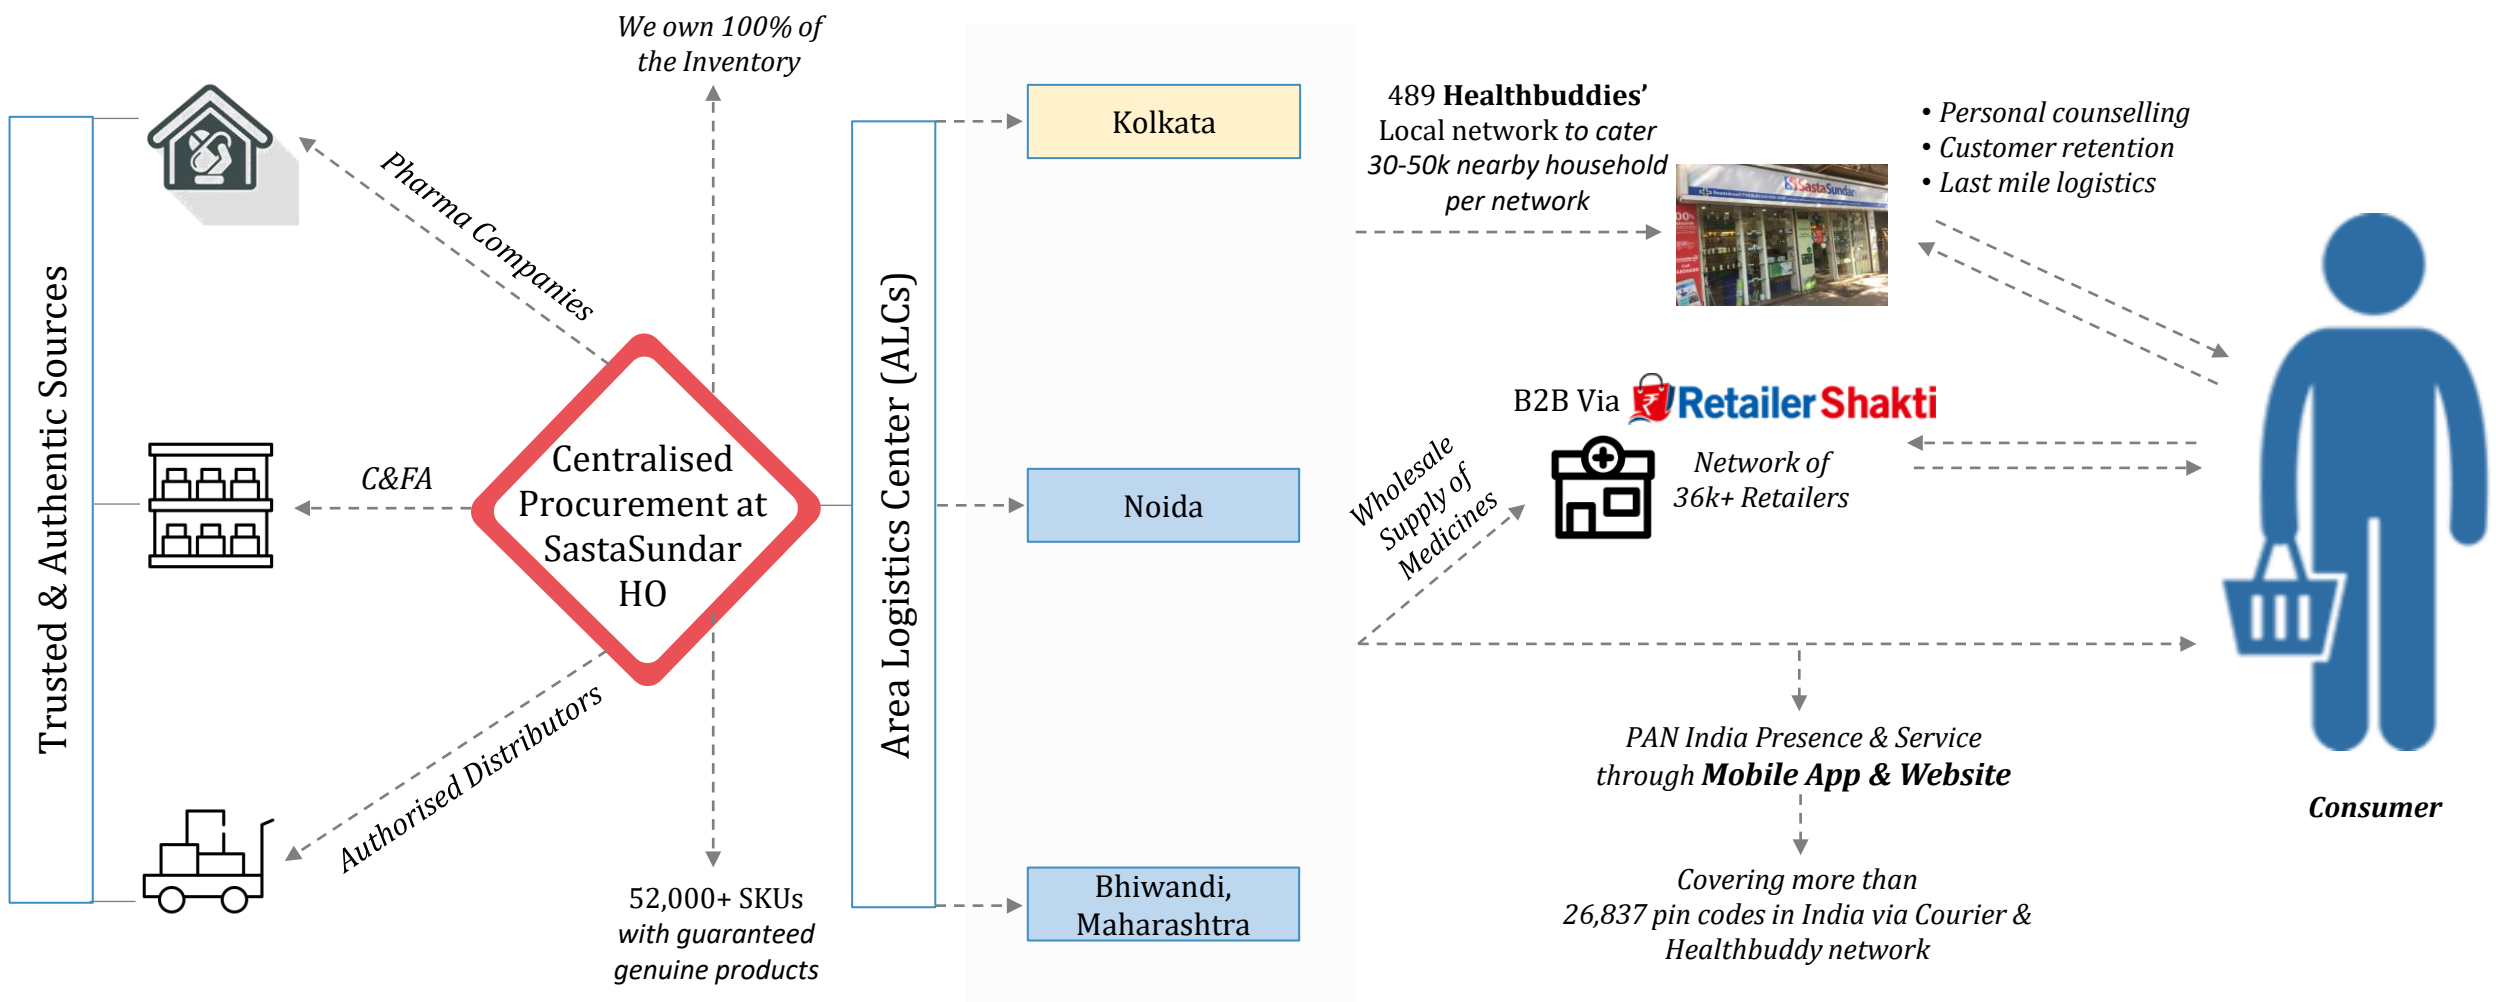 Trusted & Authentic Sources
Pharma Companies
C&FA
Authorised Distributors
We own 100% of
the Inventory
Centralised
Procurement at
SastaSundar
HO
52,000+ SKUs
with guaranteed
genuine products
Area Logistics Center (ALCs)
Kolkata
Noida
Bhiwandi,
Maharashtra
489 Healthbuddies’
Local network to cater
30-50k nearby household
per network
SastaSundar
• Personal counselling
• Customer retention
• Last mile logistics
B2B Via RetailerShakti
Wholesale
Supply of
Medicines
Network of
36k+ Retailers
PAN India Presence & Service
through Mobile App & Website
Covering more than
26,837 pin codes in India via Courier &
Healthbuddy network
Consumer